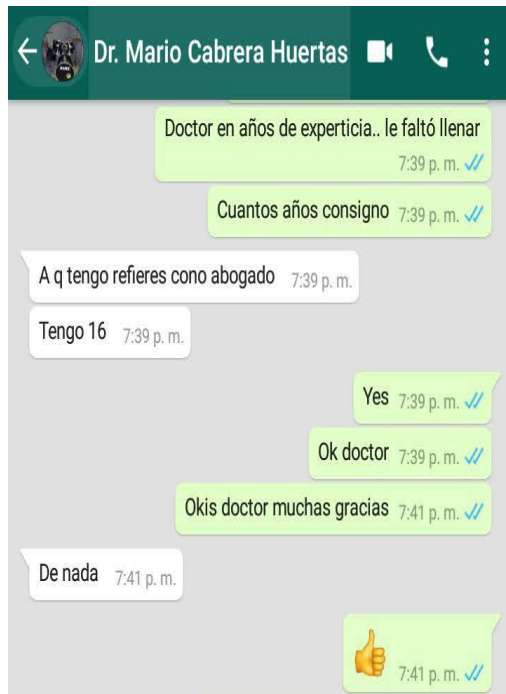 Dr. Mario Cabrera Huertas
Doctor en años de experticia.. le faltó llenar
7:39 p. m.
Cuantos años consigno 7:39 p. m.
A q tengo refieres cono abogado 7:39 p. m.
Tengo 16 7:39 p. m.
Yes 7:39 p. m.
Ok doctor 7:39 p. m.
Okis doctor muchas gracias 7:41 p. m.
De nada 7:41 p. m.
7:41 p. m.